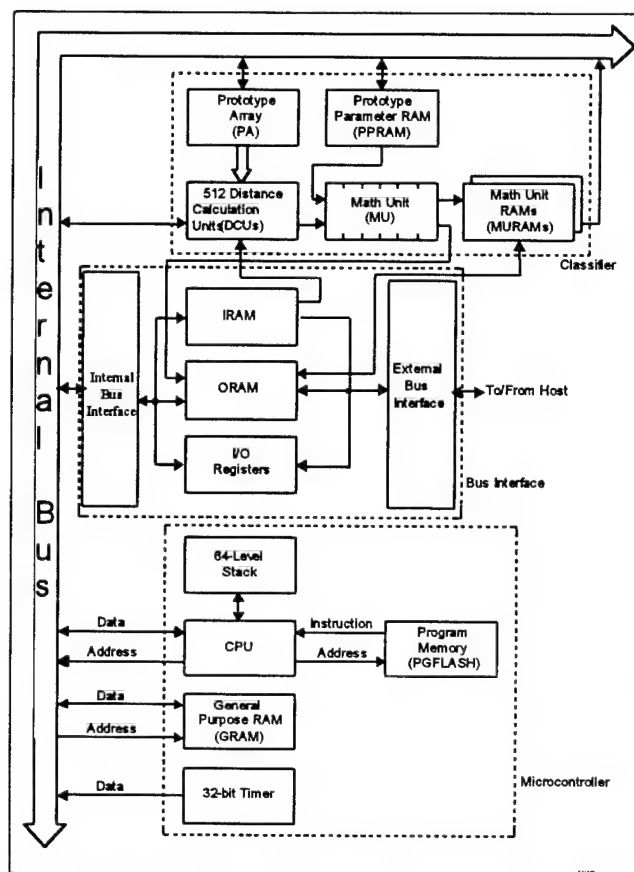 Internal Bus
Prototype
Array
(PA)
Prototype
Parameter RAM
(PPRAM)
512 Distance
Calculation
Units(DCUs)
Math Unit
(MU)
Math Unit
RAMs
(MURAMs)
Classifier
IRAM
Internal
Bus
Interface
ORAM
External
Bus
Interface
To/From Host
I/O
Registers
Bus Interface
64-Level
Stack
Data
Address
CPU
Instruction
Address
Program
Memory
(PGFLASH)
Data
Address
General
Purpose RAM
(GRAM)
Microcontroller
Data
32-bit Timer